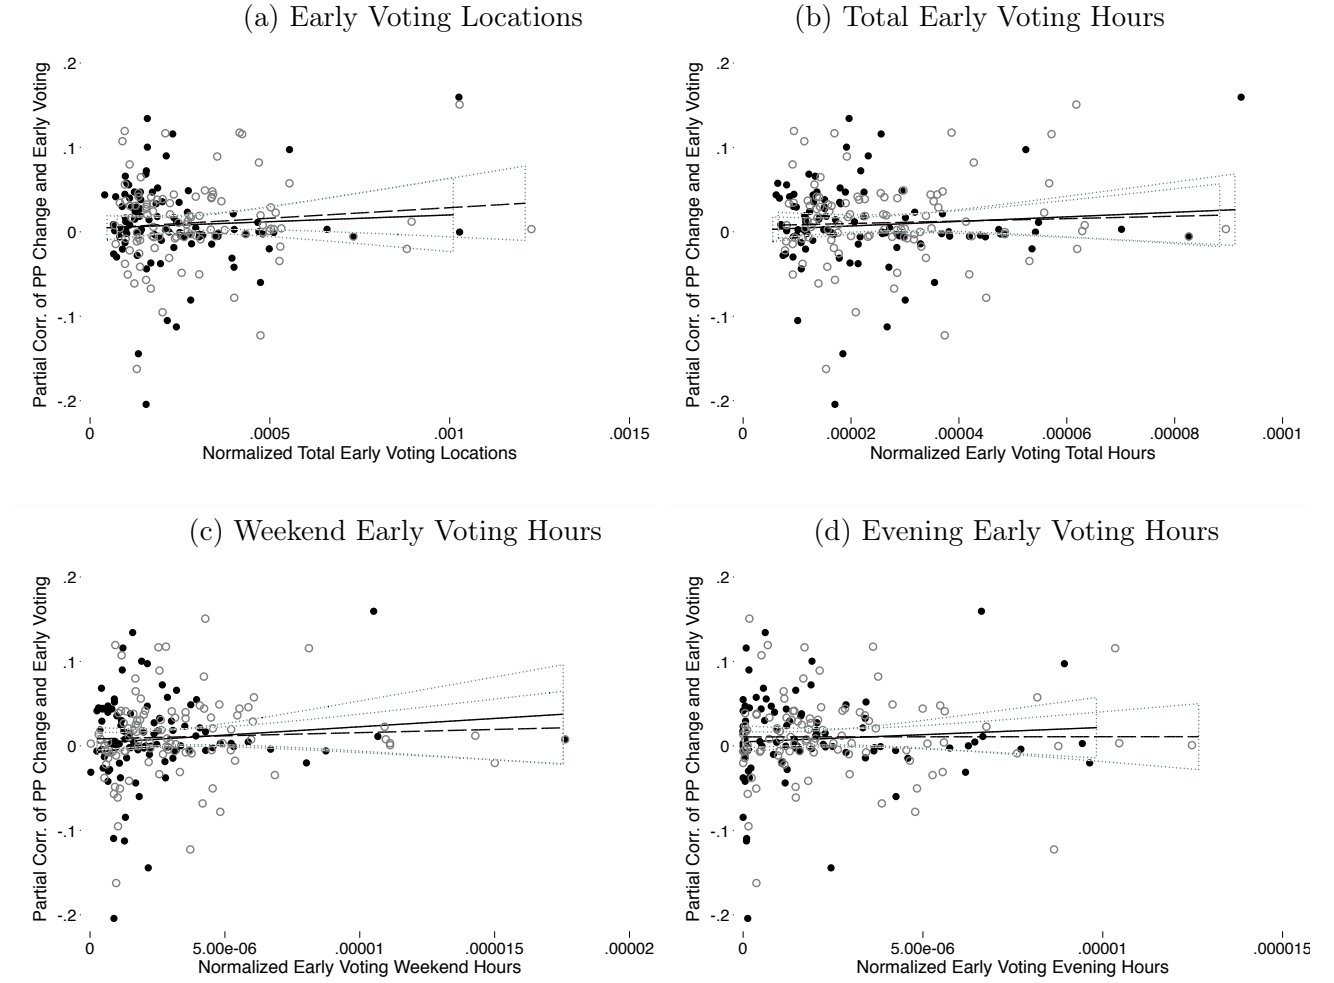 (a) Early Voting Locations
Partial Corr. of PP Change and Early Voting
.2
.1
0
-.1
-.2
0 .0005 .001 .0015
Normalized Total Early Voting Locations
(b) Total Early Voting Hours
Partial Corr. of PP Change and Early Voting
.2
.1
0
-.1
-.2
0 .00002 .00004 .00006 .00008 .0001
Normalized Early Voting Total Hours
(c) Weekend Early Voting Hours
Partial Corr. of PP Change and Early Voting
.2
.1
0
-.1
-.2
0 5.00e-06 .00001 .000015 .00002
Normalized Early Voting Weekend Hours
(d) Evening Early Voting Hours
Partial Corr. of PP Change and Early Voting
.2
.1
0
-.1
-.2
0 5.00e-06 .00001 .000015
Normalized Early Voting Evening Hours